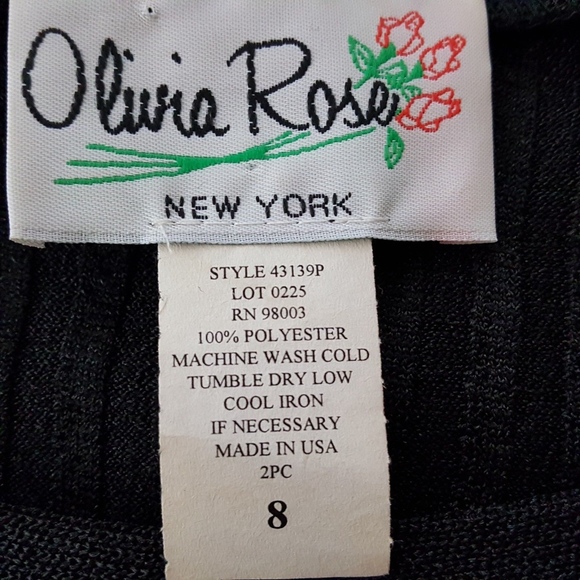 Olivia Rose
NEW YORK
STYLE 43139P
LOT 0225
RN 98003
100% POLYESTER
MACHINE WASH COLD
TUMBLE DRY LOW
COOL IRON
IF NECESSARY
MADE IN USA
2PC
8